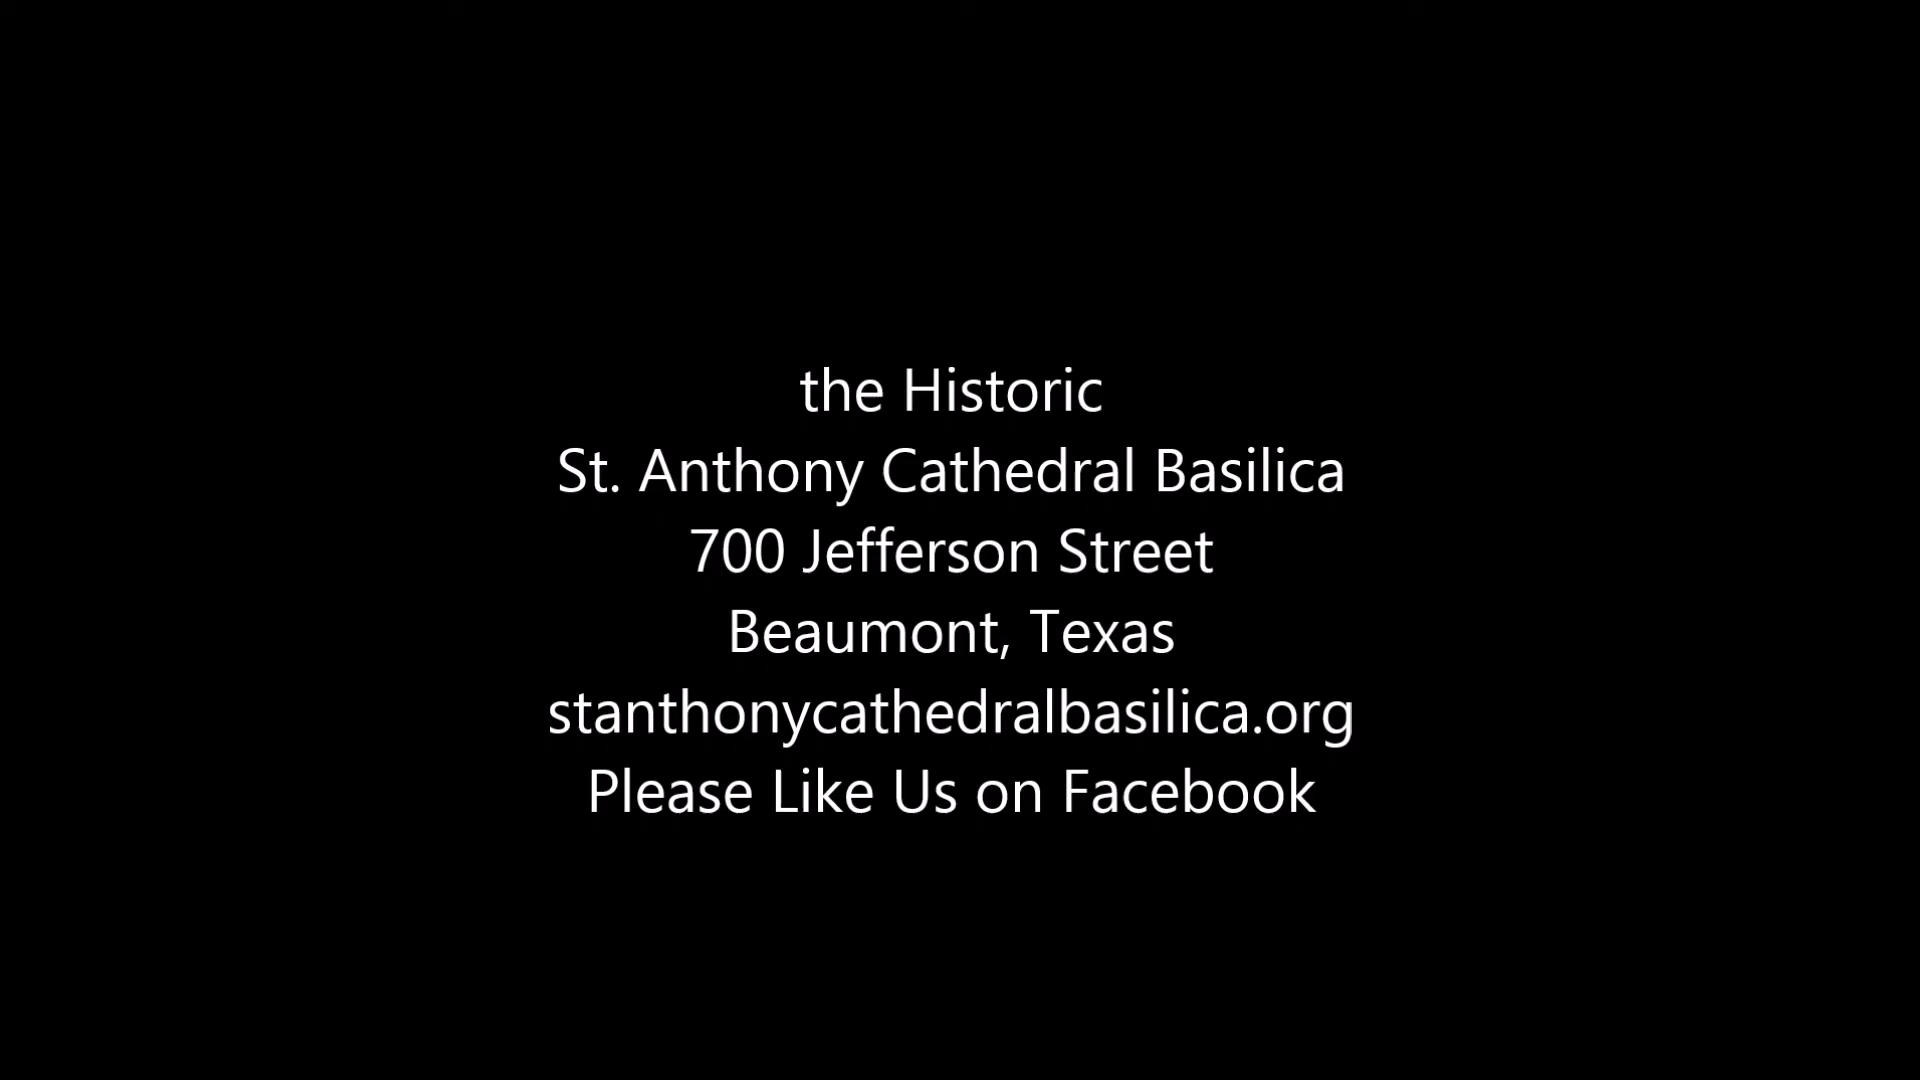 the Historic
St. Anthony Cathedral Basilica
700 Jefferson Street
Beaumont, Texas
stanthonycathedralbasilica.org
Please Like Us on Facebook